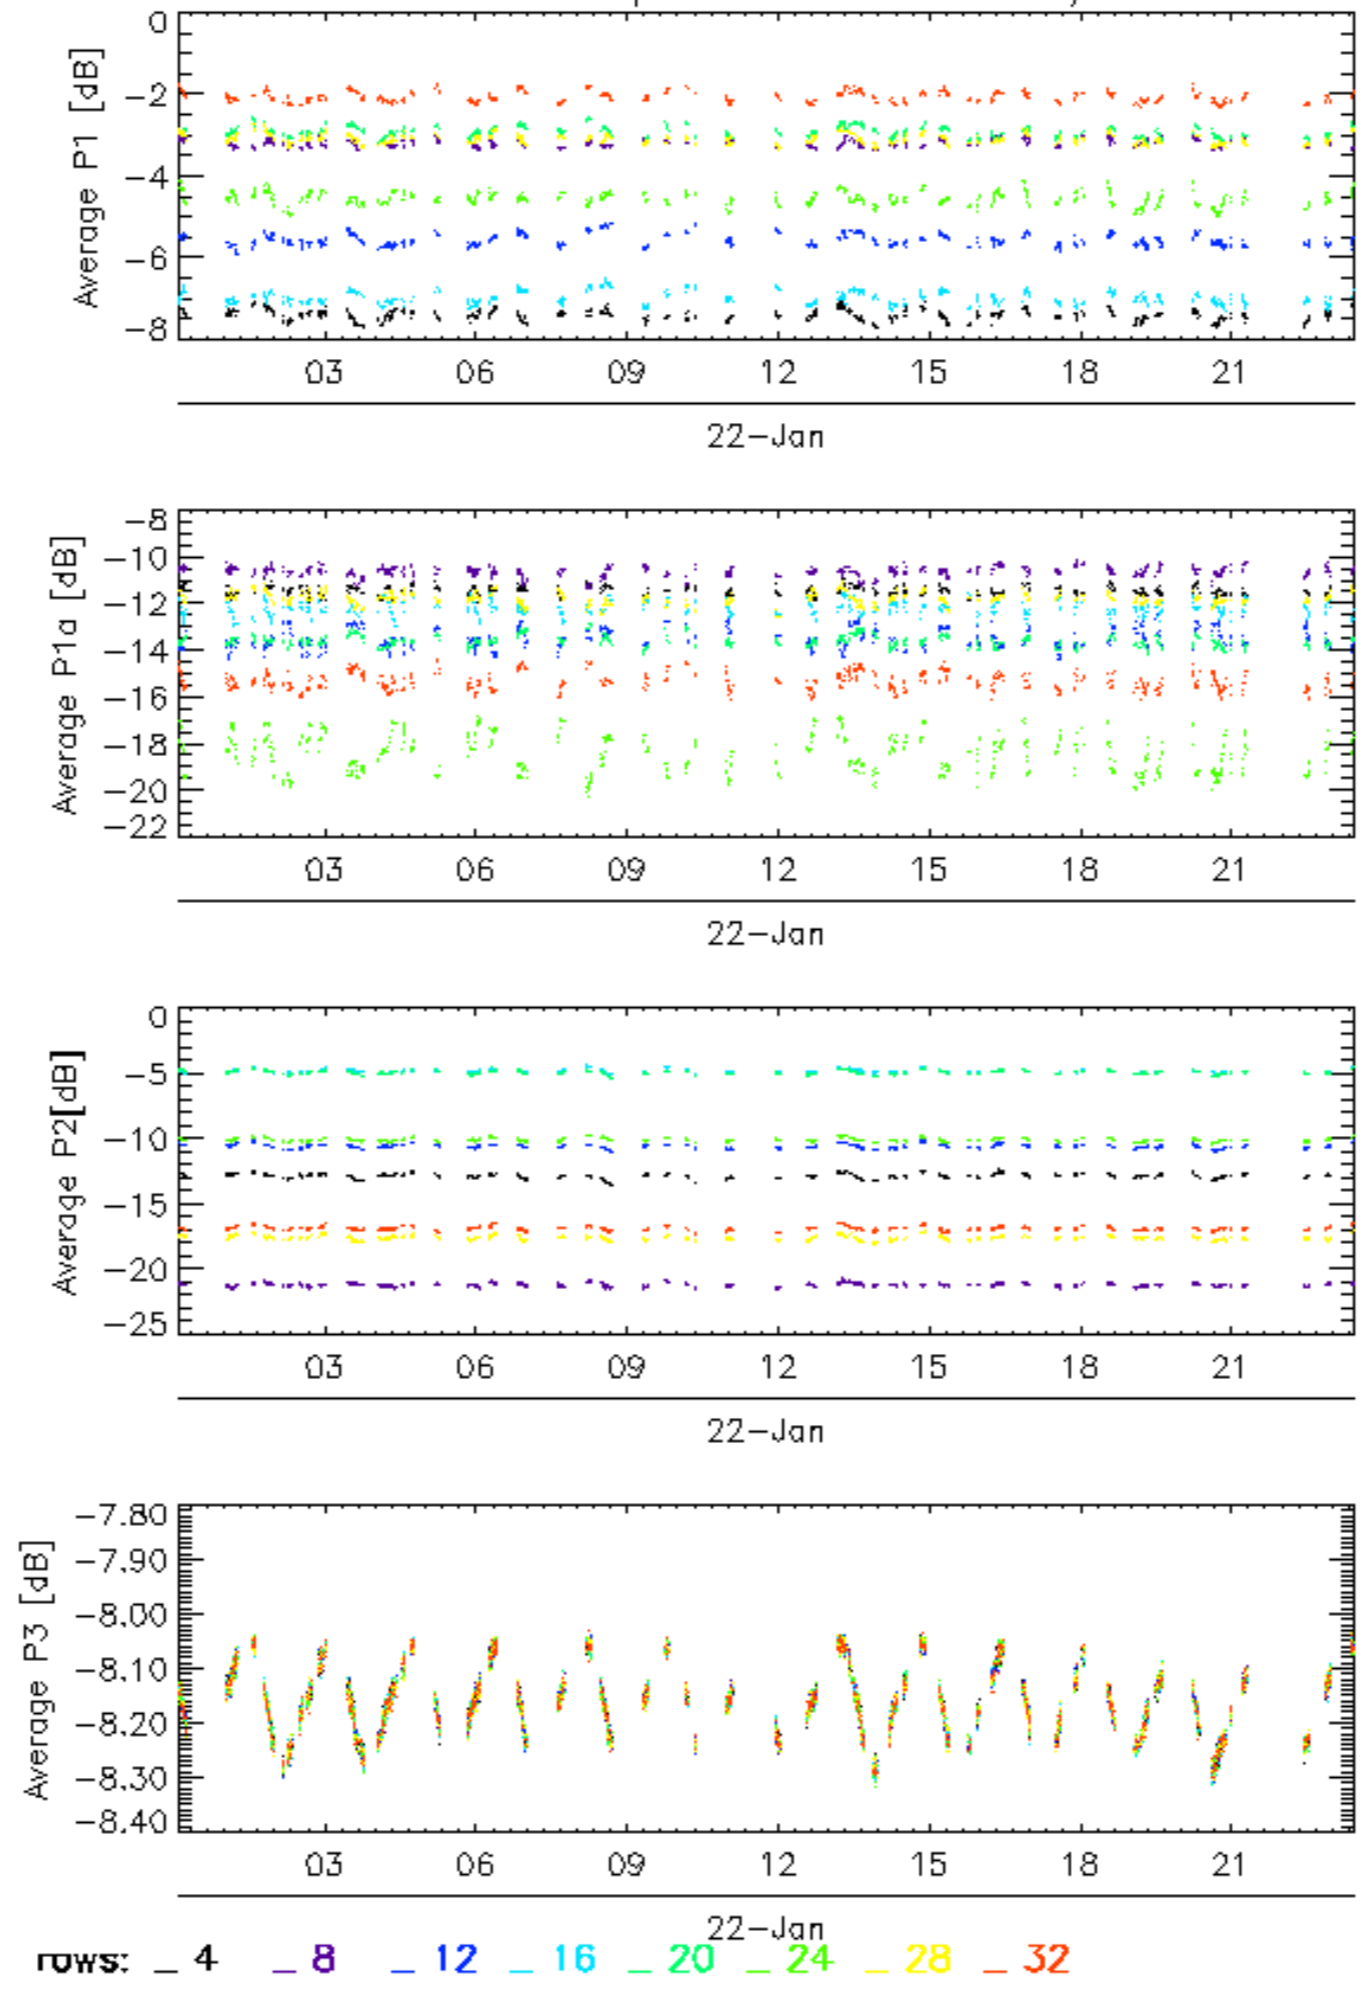 0
-2
-4
-6
-8
Average P1 [dB]
03 06 09 12 15 18 21
22-Jan
-8
-10
-12
-14
-16
-18
-20
-22
Average P1a [dB]
03 06 09 12 15 18 21
22-Jan
0
-5
-10
-15
-20
-25
Average P2[dB]
03 06 09 12 15 18 21
22-Jan
-7.80
-7.90
-8.00
-8.10
-8.20
-8.30
-8.40
Average P3 [dB]
03 06 09 12 15 18 21
22-Jan
rows: _ 4 _ 8 _ 12 _ 16 _ 20 _ 24 _ 28 _ 32